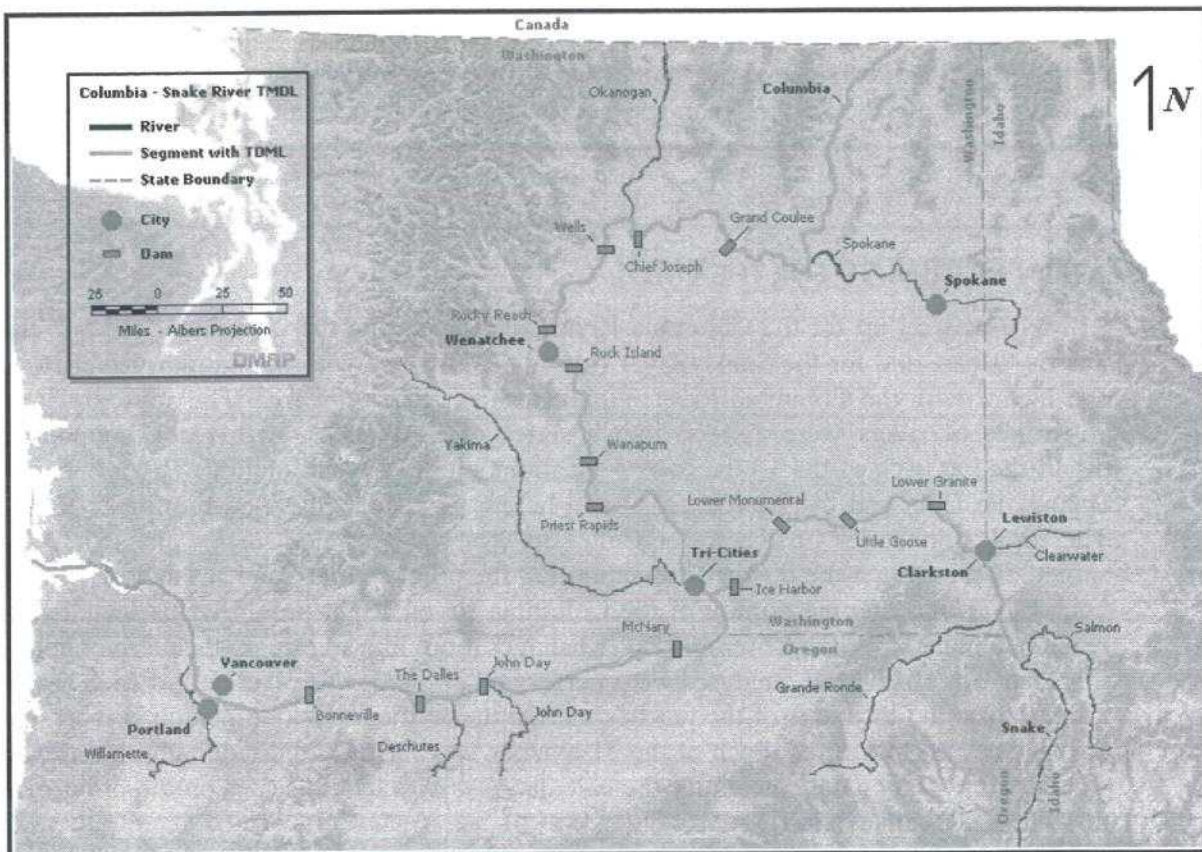 Canada
Washington
Columbia - Snake River TMDL
River
Segment with TDML
State Boundary
City
Dam
25 0 25 50
Miles - Albers Projection
DMRP
Okanogan
Columbia
Washington
Idaho
N
Wells
Grand Coulee
Chief Joseph
Spokane
Spokane
Rocky Reach
Wenatchee
Rock Island
Yakima
Wanapum
Priest Rapids
Lower Monumental
Lower Granite
Little Goose
Lewiston
Clearwater
Clarkston
Tri-Cities
Ice Harbor
Washington
Oregon
McNary
Salmon
Vancouver
The Dalles
John Day
Grande Ronde
Portland
Bonneville
John Day
Snake
Willamette
Deschutes
Oregon
Idaho